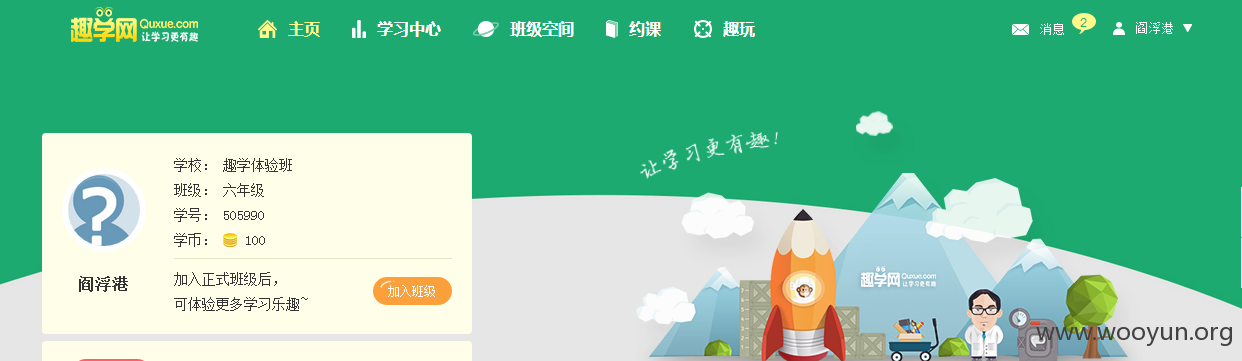 趣学网 Quxue.com 让学习更有趣
主页 学习中心 班级空间 约课 趣玩
消息 2 阎浮港
让学习更有趣!
学校: 趣学体验班
班级: 六年级
学号: 505990
学币: 100
阎浮港
加入正式班级后,
可体验更多学习乐趣~
加入班级
趣学网 Quxue.com 让学习更有趣
www.wooyun.org